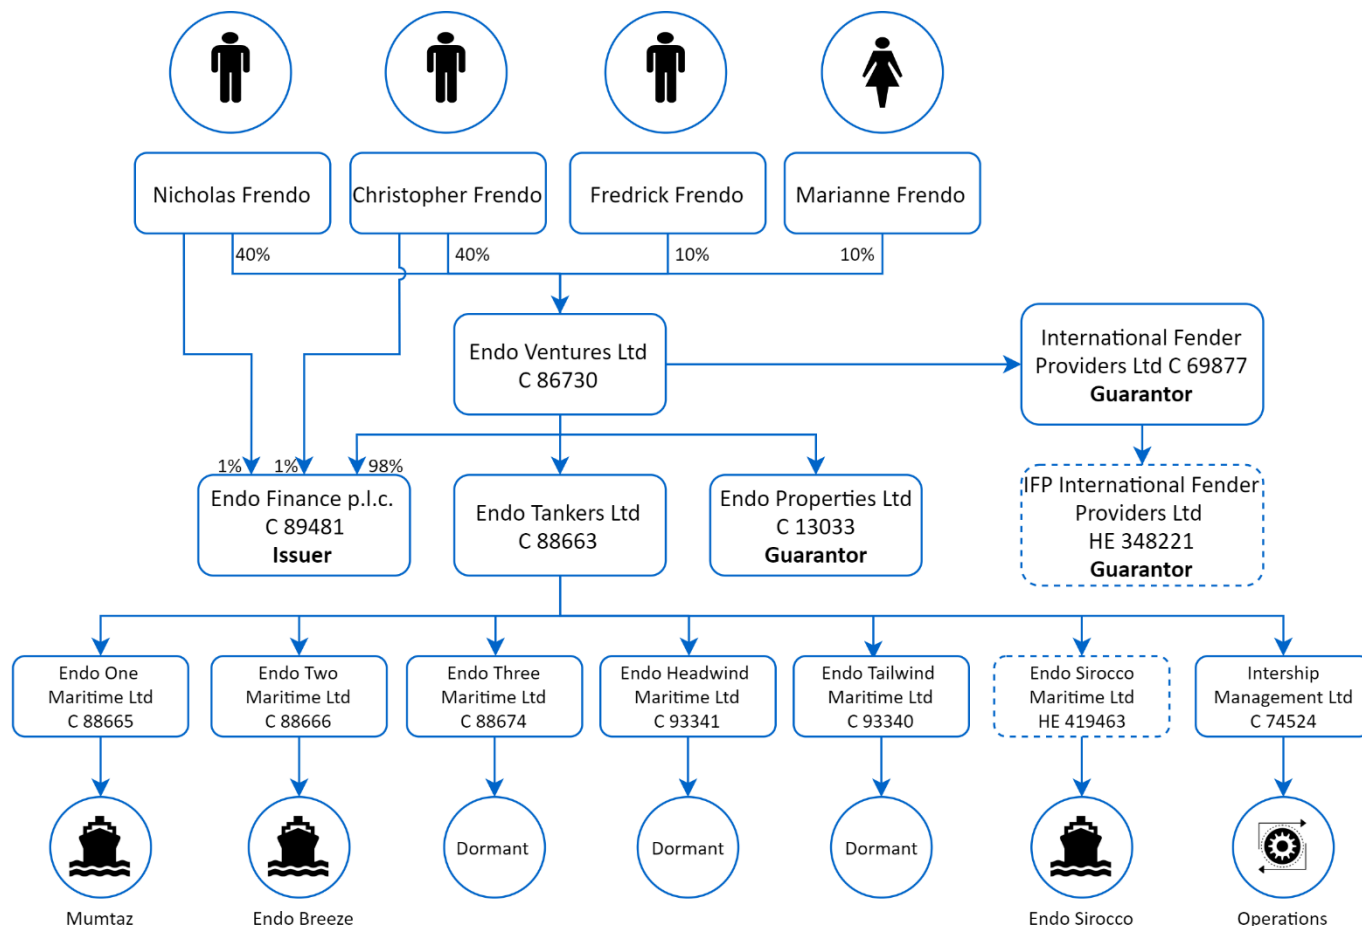 Nicholas Frendo
Christopher Frendo
Fredrick Frendo
Marianne Frendo
40%
40%
10%
10%
Endo Ventures Ltd
C 86730
International Fender
Providers Ltd C 69877
Guarantor
1%
1%
98%
Endo Finance p.l.c.
C 89481
Issuer
Endo Tankers Ltd
C 88663
Endo Properties Ltd
C 13033
Guarantor
IFP International Fender
Providers Ltd
HE 348221
Guarantor
Endo One
Maritime Ltd
C 88665
Endo Two
Maritime Ltd
C 88666
Endo Three
Maritime Ltd
C 88674
Endo Headwind
Maritime Ltd
C 93341
Endo Tailwind
Maritime Ltd
C 93340
Endo Sirocco
Maritime Ltd
HE 419463
Intership
Management Ltd
C 74524
Mumtaz
Endo Breeze
Dormant
Dormant
Dormant
Endo Sirocco
Operations